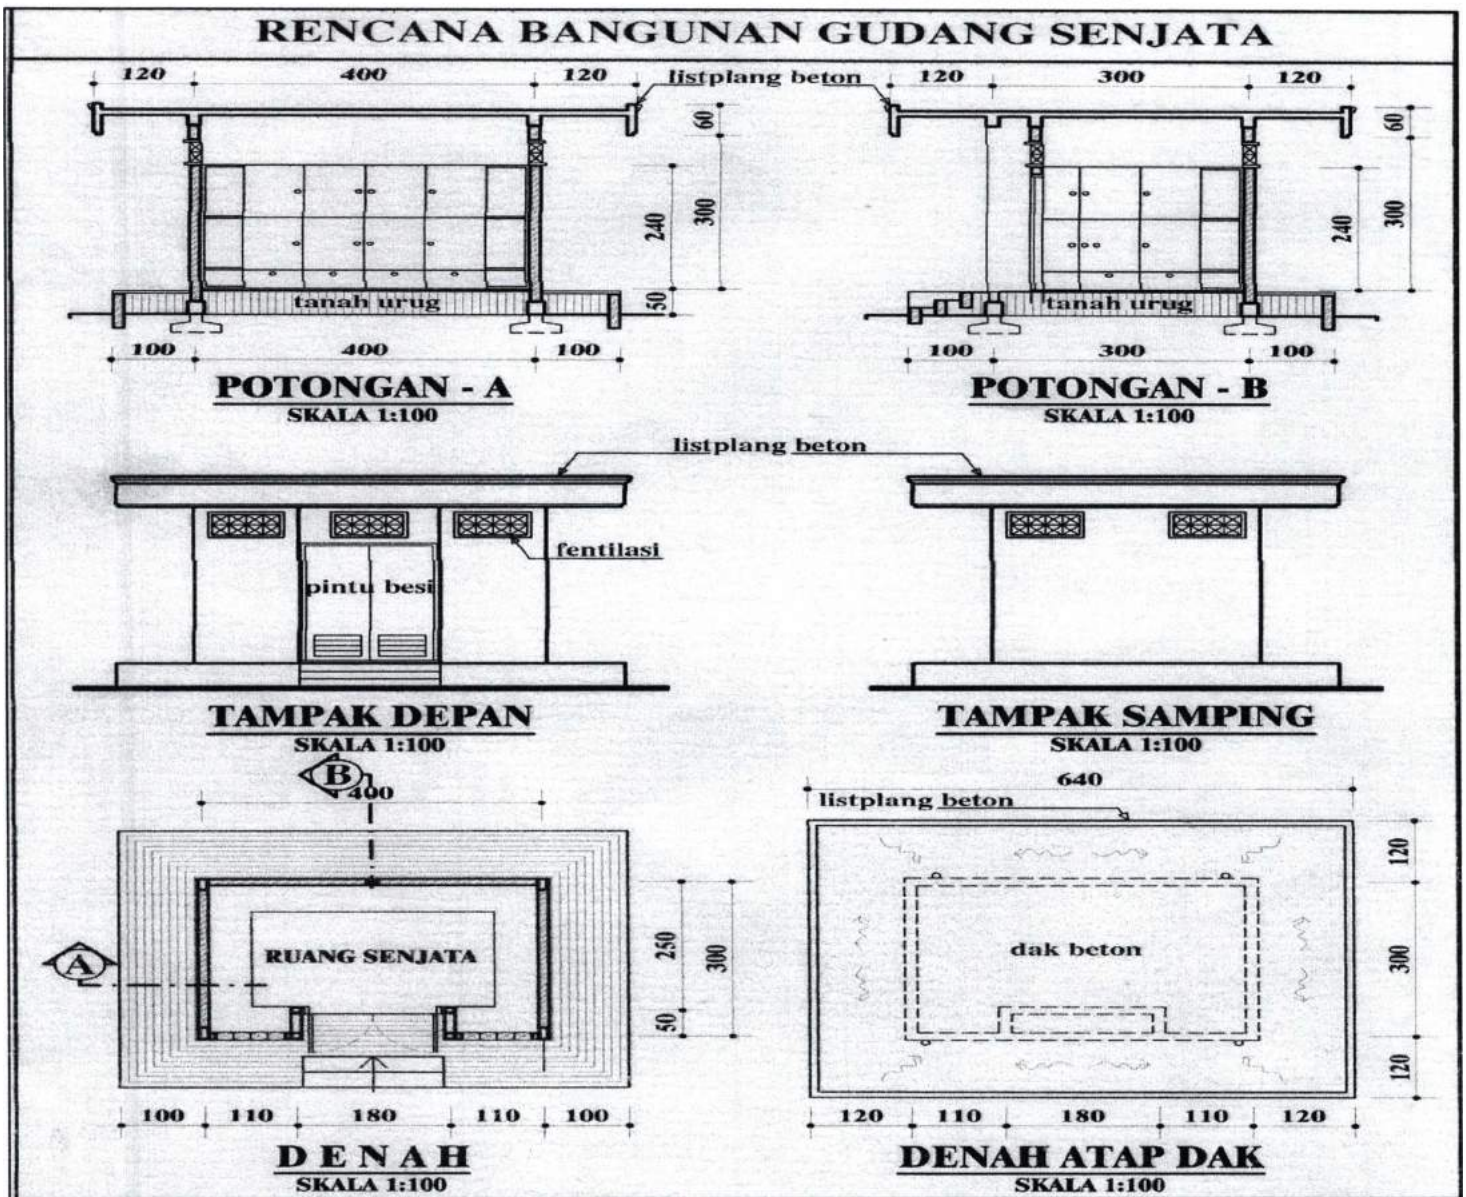 RENCANA BANGUNAN GUDANG SENJATA
120 400 120 listplang beton 120 300 120
60 60
240 300 240 300
tanah urug 50 tanah urug
100 400 100 100 300 100
POTONGAN - A POTONGAN - B
SKALA 1:100 SKALA 1:100
listplang beton
fentilasi
pintu besi
TAMPAK DEPAN TAMPAK SAMPING
SKALA 1:100 SKALA 1:100
B 640
400 listplang beton
120
A RUANG SENJATA 250 300 dak beton 300
50
120
100 110 180 110 100 120 110 180 110 120
DENAH DENAH ATAP DAK
SKALA 1:100 SKALA 1:100